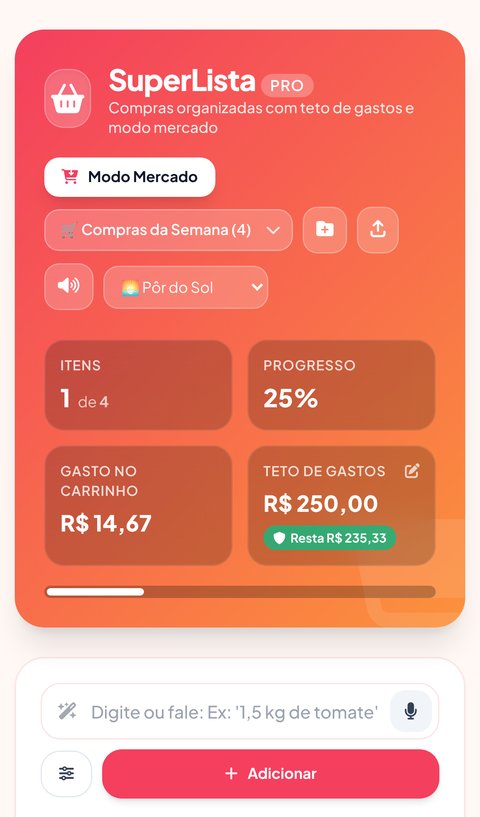 SuperLista PRO
Compras organizadas com teto de gastos e
modo mercado
Modo Mercado
Compras da Semana (4)
Pôr do Sol
ITENS
1 de 4
PROGRESSO
25%
GASTO NO
CARRINHO
R$ 14,67
TETO DE GASTOS
R$ 250,00
Resta R$ 235,33
Digite ou fale: Ex: '1,5 kg de tomate'
+ Adicionar